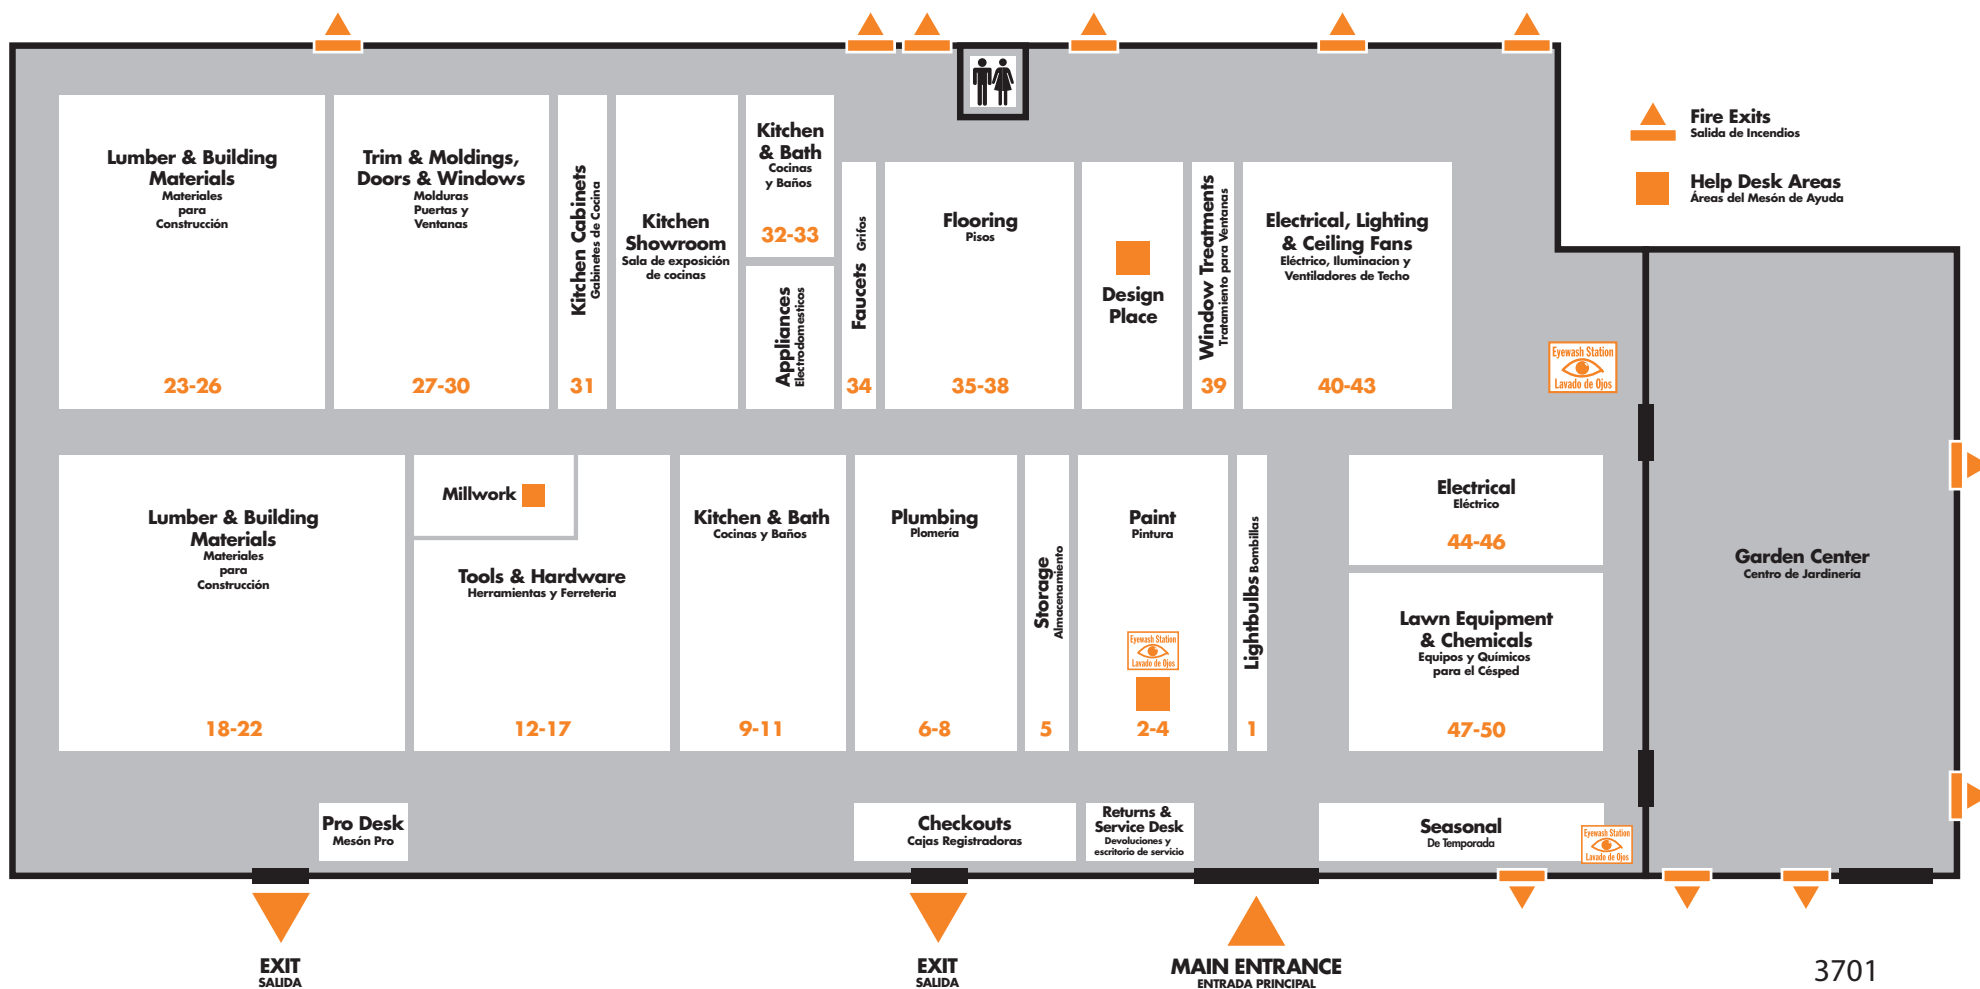 Fire Exits
Salida de Incendios
Help Desk Areas
Áreas del Mesón de Ayuda
Lumber & Building
Materials
Materiales
para
Construcción
23-26
Trim & Moldings,
Doors & Windows
Molduras
Puertas y
Ventanas
27-30
Kitchen Cabinets
Gabinetes de Cocina
31
Kitchen
Showroom
Sala de exposición
de cocinas
Kitchen
& Bath
Cocinas
y Baños
32-33
Appliances
Electrodomesticos
Faucets Grifos
34
Flooring
Pisos
35-38
Design
Place
Window Treatments
Tratamiento para Ventanas
39
Electrical, Lighting
& Ceiling Fans
Eléctrico, Iluminacion y
Ventiladores de Techo
40-43
Eyewash Station
Lavado de Ojos
Lumber & Building
Materials
Materiales
para
Construcción
18-22
Millwork
Tools & Hardware
Herramientas y Ferreteria
12-17
Kitchen & Bath
Cocinas y Baños
9-11
Plumbing
Plomería
6-8
Storage
Almacenamiento
5
Paint
Pintura
Eyewash Station
Lavado de Ojos
2-4
Lightbulbs Bombillas
1
Electrical
Eléctrico
44-46
Lawn Equipment
& Chemicals
Equipos y Químicos
para el Césped
47-50
Garden Center
Centro de Jardinería
Pro Desk
Mesón Pro
Checkouts
Cajas Registradoras
Returns &
Service Desk
Devoluciones y
escritorio de servicio
Seasonal
De Temporada
Eyewash Station
Lavado de Ojos
EXIT
SALIDA
EXIT
SALIDA
MAIN ENTRANCE
ENTRADA PRINCIPAL
3701